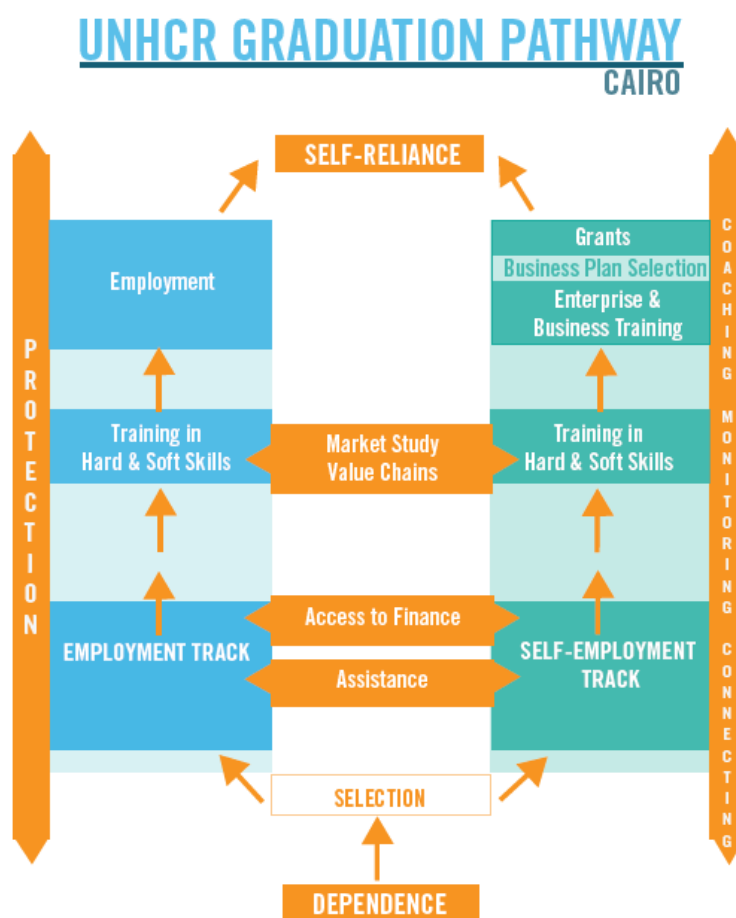 UNHCR GRADUATION PATHWAY
CAIRO
SELF-RELIANCE
PROTECTION
Employment
Grants
Business Plan Selection
Enterprise &
Business Training
COACHING MONITORING CONNECTING
Training in
Hard & Soft Skills
Market Study
Value Chains
Training in
Hard & Soft Skills
Access to Finance
EMPLOYMENT TRACK
SELF-EMPLOYMENT
TRACK
Assistance
SELECTION
DEPENDENCE